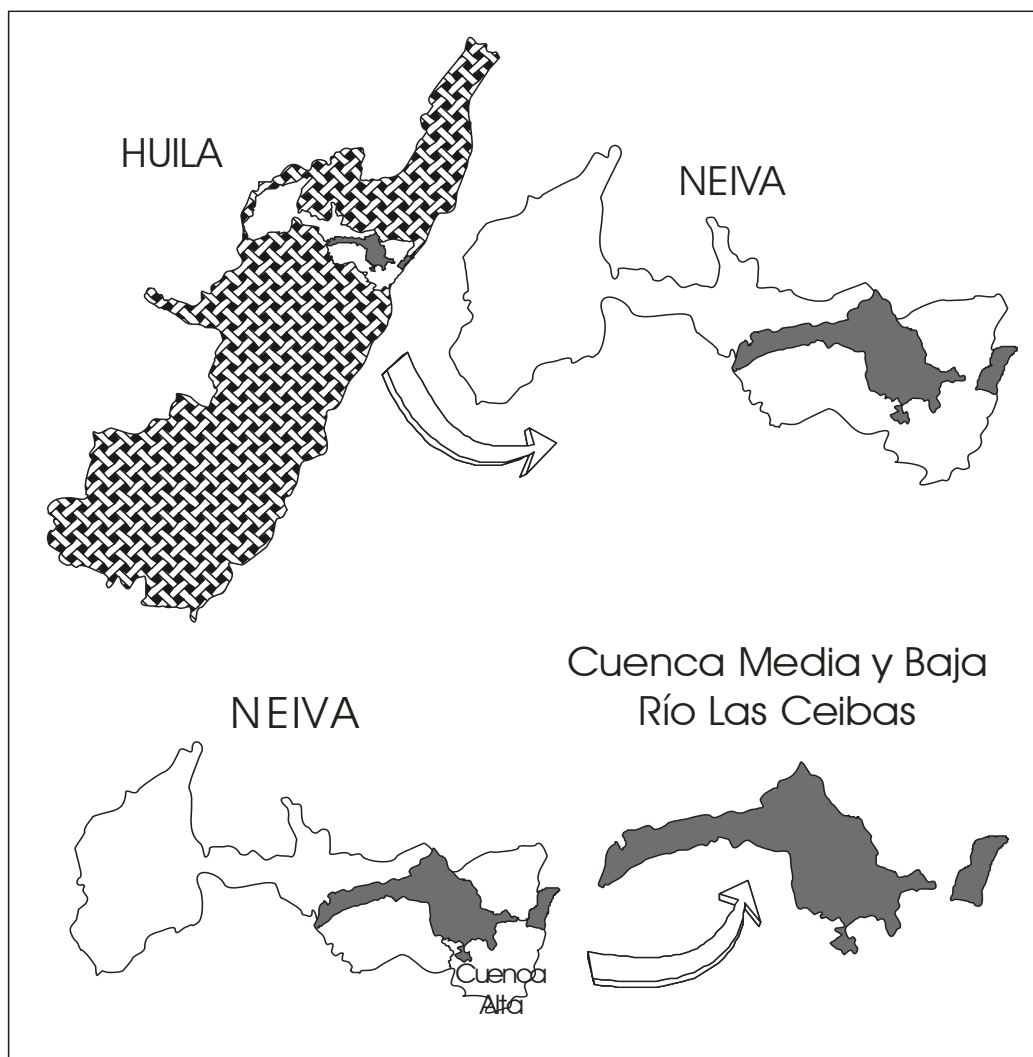 HUILA
NEIVA
NEIVA
Cuenca Media y Baja
Río Las Ceibas
Cuenca
Alta